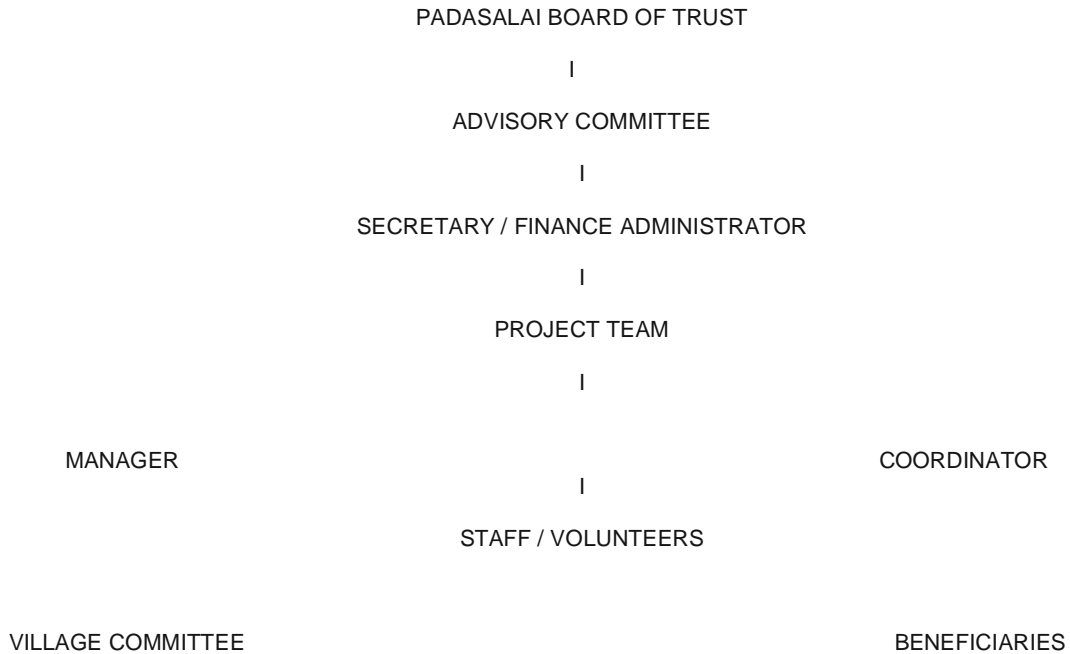 PADASALAI BOARD OF TRUST
I
ADVISORY COMMITTEE
I
SECRETARY / FINANCE ADMINISTRATOR
I
PROJECT TEAM
I
MANAGER COORDINATOR
I
STAFF / VOLUNTEERS
VILLAGE COMMITTEE BENEFICIARIES